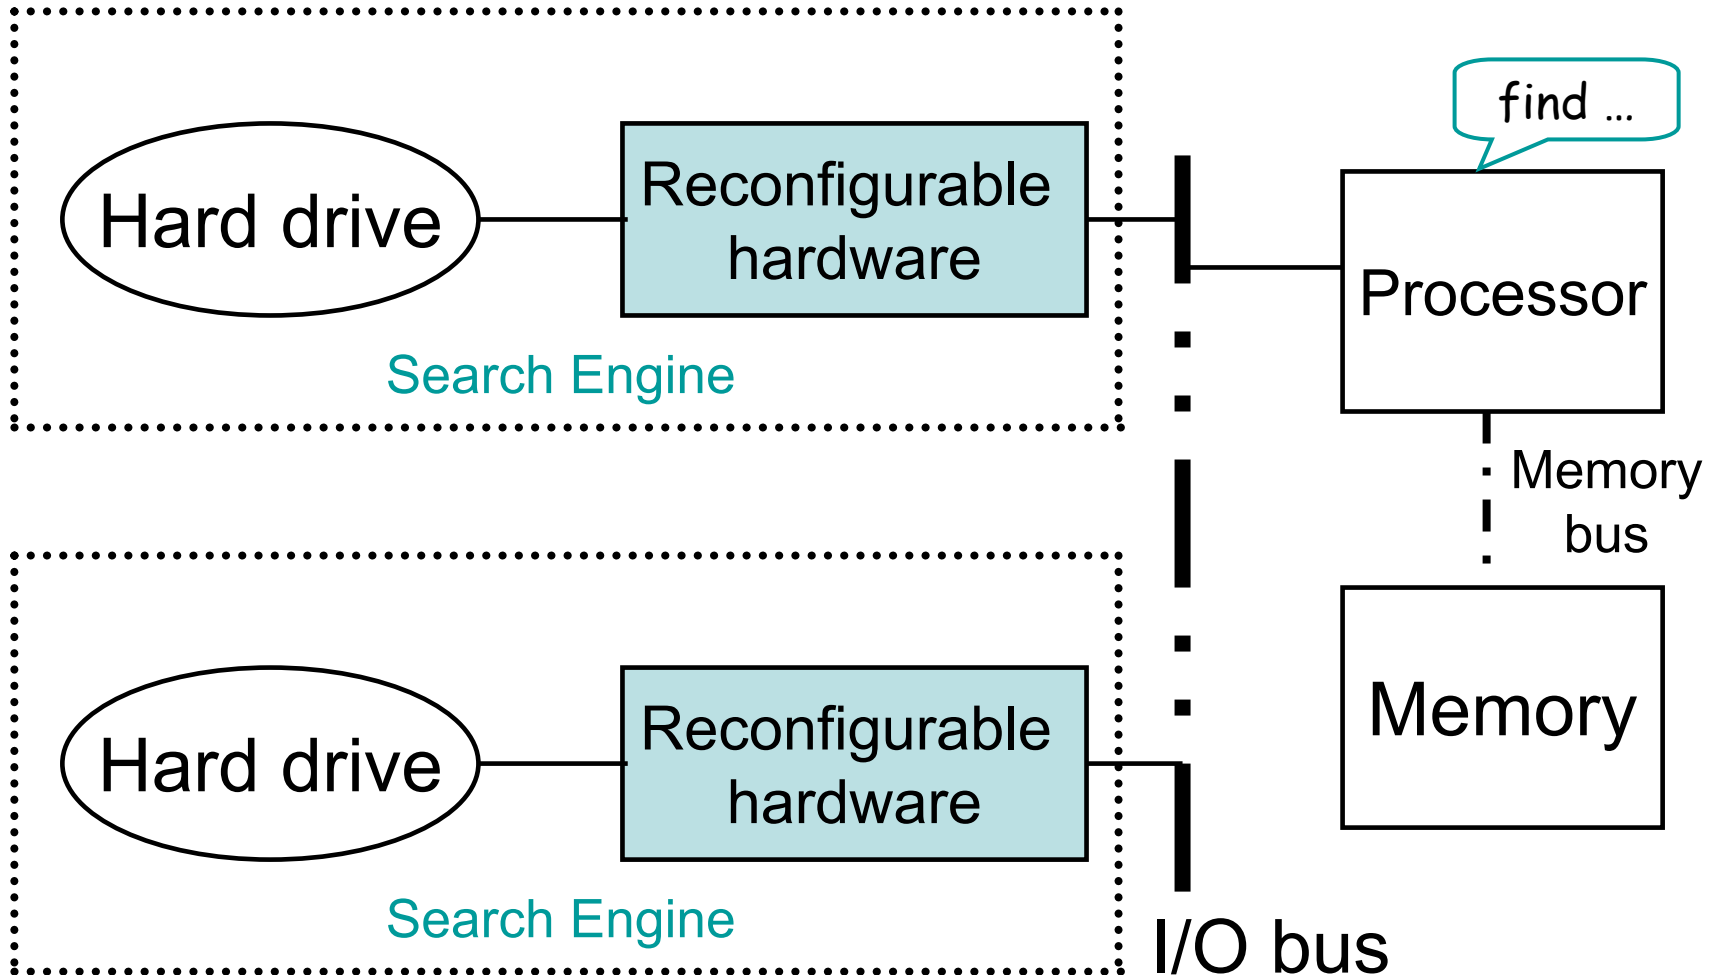 find ...
Hard drive
Reconfigurable
hardware
Processor
Search Engine
Memory
bus
Hard drive
Reconfigurable
hardware
Memory
Search Engine
I/O bus